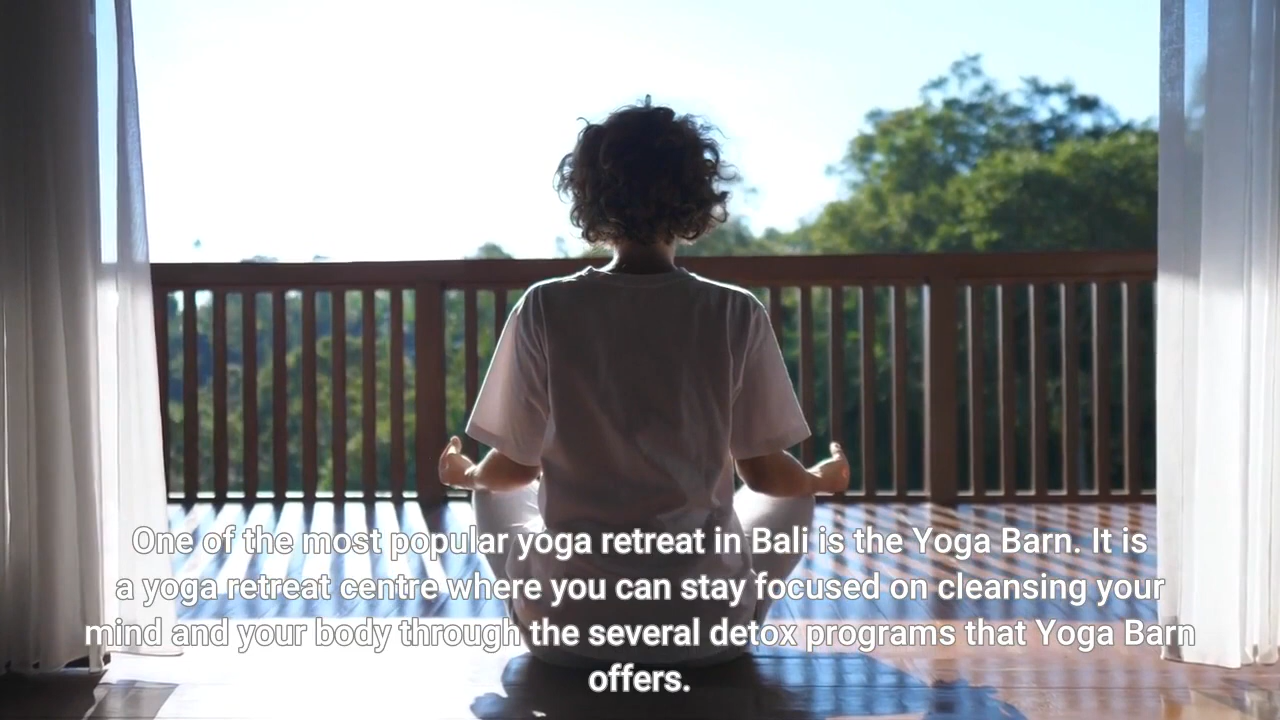 One of the most popular yoga retreat in Bali is the Yoga Barn. It is
a yoga retreat centre where you can stay focused on cleansing your
mind and your body through the several detox programs that Yoga Barn
offers.